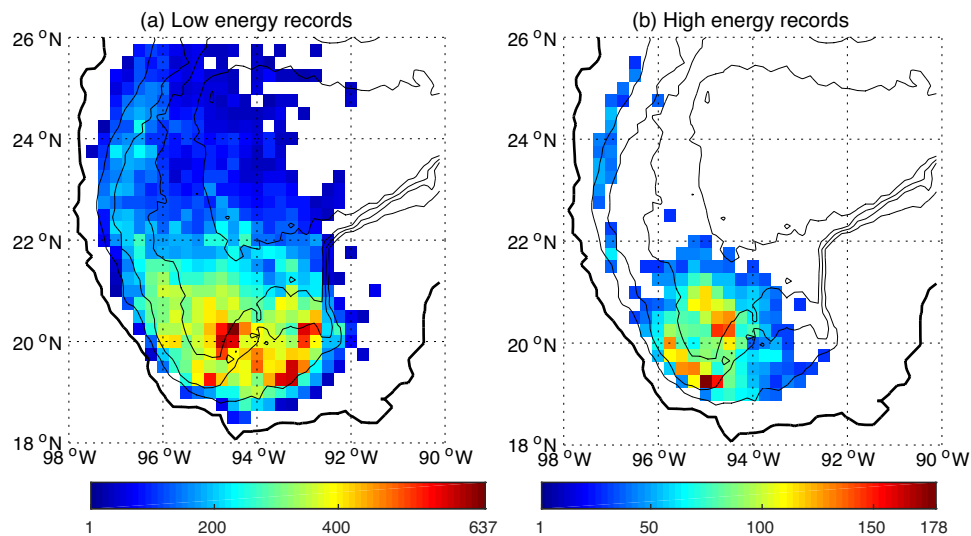 (a) Low energy records
(b) High energy records
26 °N
24 °N
22 °N
20 °N
18 °N
98 °W 96 °W 94 °W 92 °W 90 °W
26 °N
24 °N
22 °N
20 °N
18 °N
98 °W 96 °W 94 °W 92 °W 90 °W
1 200 400 637
1 50 100 150 178